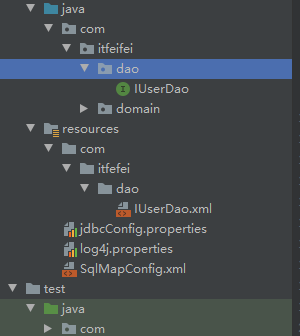 java
com
itfeifei
dao
IUserDao
domain
resources
com
itfefei
dao
IUserDao.xml
jdbcConfig.properties
log4j.properties
SqlMapConfig.xml
test
java
com